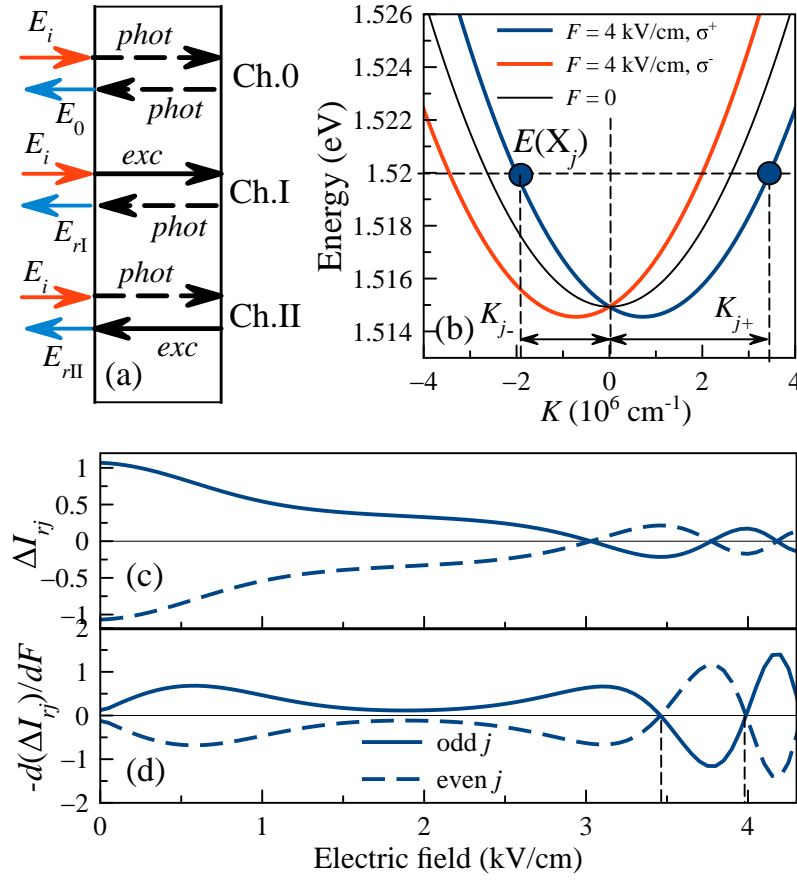 E_i
phot
Ch.0
E_0
phot
E_i
exc
Ch.I
E_rI
phot
E_i
phot
Ch.II
E_rII
exc
(a)
1.526
1.524
1.522
1.52
1.518
1.516
1.514
Energy (eV)
F = 4 kV/cm, σ⁺
F = 4 kV/cm, σ⁻
F = 0
E(X_j)
K_j-
K_j+
(b)
−4
−2
0
2
4
K (10⁶ cm⁻¹)
1
0.5
0
−0.5
−1
ΔI_rj
(c)
2
1
0
−1
−2
-d(ΔI_rj)/dF
(d)
odd j
even j
0
1
2
3
4
Electric field (kV/cm)